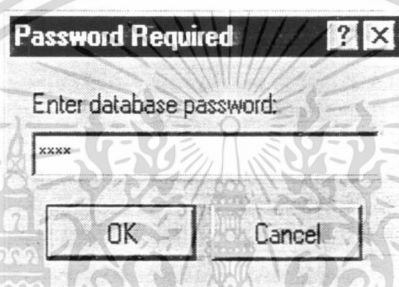 Password Required ? X
Enter database password:
xxxx
OK Cancel